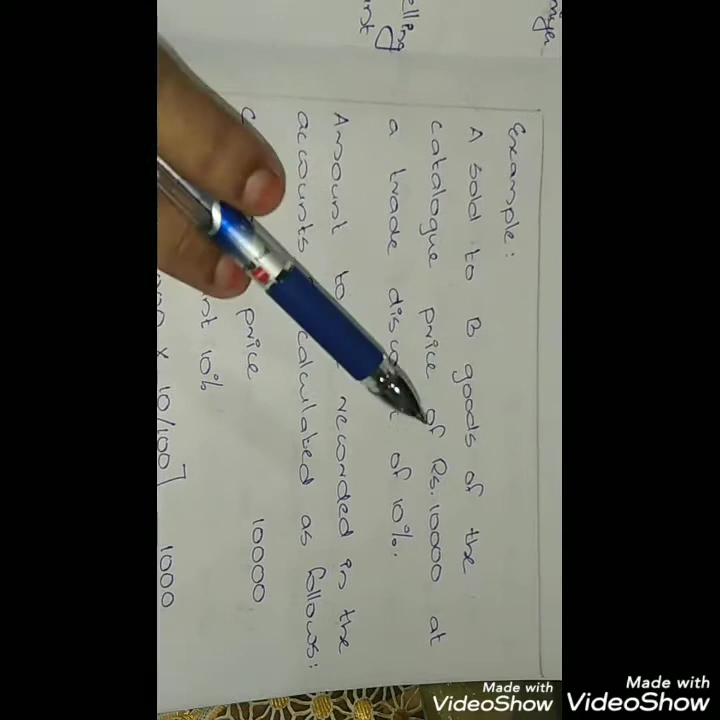 Example:
A sold to B goods of the
catalogue price of Rs. 10000 at
a trade of 10%.
Amount to recorded in the
accounts calculated as follows:
price 10000
10%
x 10/100] 1000
elling
Made with
VideoShow
Made with
VideoShow